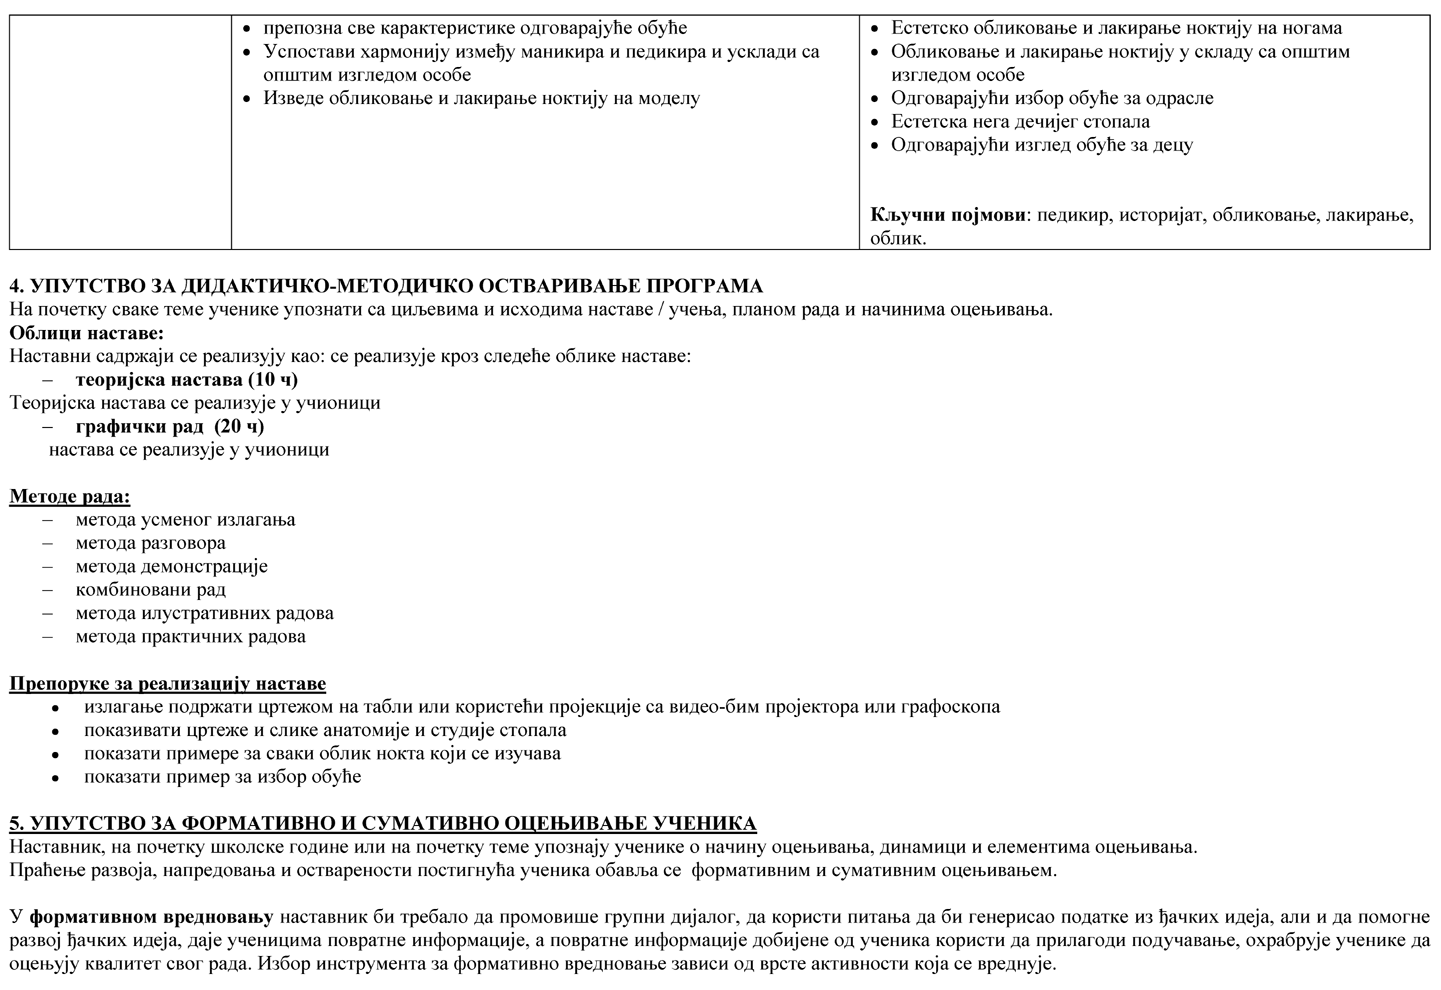 • препозна све карактеристике одговарајуће обуће
• Успостави хармонију између маникира и педикира и усклади са
општим изгледом особе
• Изведе обликовање и лакирање ноктију на моделу
• Естетско обликовање и лакирање ноктију на ногама
• Обликовање и лакирање ноктију у складу са општим
изгледом особе
• Одговарајући избор обуће за одрасле
• Естетска нега дечијег стопала
• Одговарајући изглед обуће за децу
Кључни појмови: педикир, историјат, обликовање, лакирање,
облик.
4. УПУТСТВО ЗА ДИДАКТИЧКО-МЕТОДИЧКО ОСТВАРИВАЊЕ ПРОГРАМА
На почетку сваке теме ученике упознати са циљевима и исходима наставе / учења, планом рада и начинима оцењивања.
Облици наставе:
Наставни садржаји се реализују као: се реализује кроз следеће облике наставе:
– теоријска настава (10 ч)
Теоријска настава се реализује у учионици
– графички рад (20 ч)
настава се реализује у учионици
Методе рада:
– метода усменог излагања
– метода разговора
– метода демонстрације
– комбиновани рад
– метода илустративних радова
– метода практичних радова
Препоруке за реализацију наставе
• излагање подржати цртежом на табли или користећи пројекције са видео-бим пројектора или графоскопа
• показивати цртеже и слике анатомије и студије стопала
• показати примере за сваки облик нокта који се изучава
• показати пример за избор обуће
5. УПУТСТВО ЗА ФОРМАТИВНО И СУМАТИВНО ОЦЕЊИВАЊЕ УЧЕНИКА
Наставник, на почетку школске године или на почетку теме упознају ученике о начину оцењивања, динамици и елементима оцењивања.
Праћење развоја, напредовања и остварености постигнућа ученика обавља се формативним и сумативним оцењивањем.
У формативном вредновању наставник би требало да промовише групни дијалог, да користи питања да би генерисао податке из ђачких идеја, али и да помогне
развој ђачких идеја, даје ученицима повратне информације, а повратне информације добијене од ученика користи да прилагоди подучавање, охрабрује ученике да
оцењују квалитет свог рада. Избор инструмента за формативно вредновање зависи од врсте активности која се вреднује.